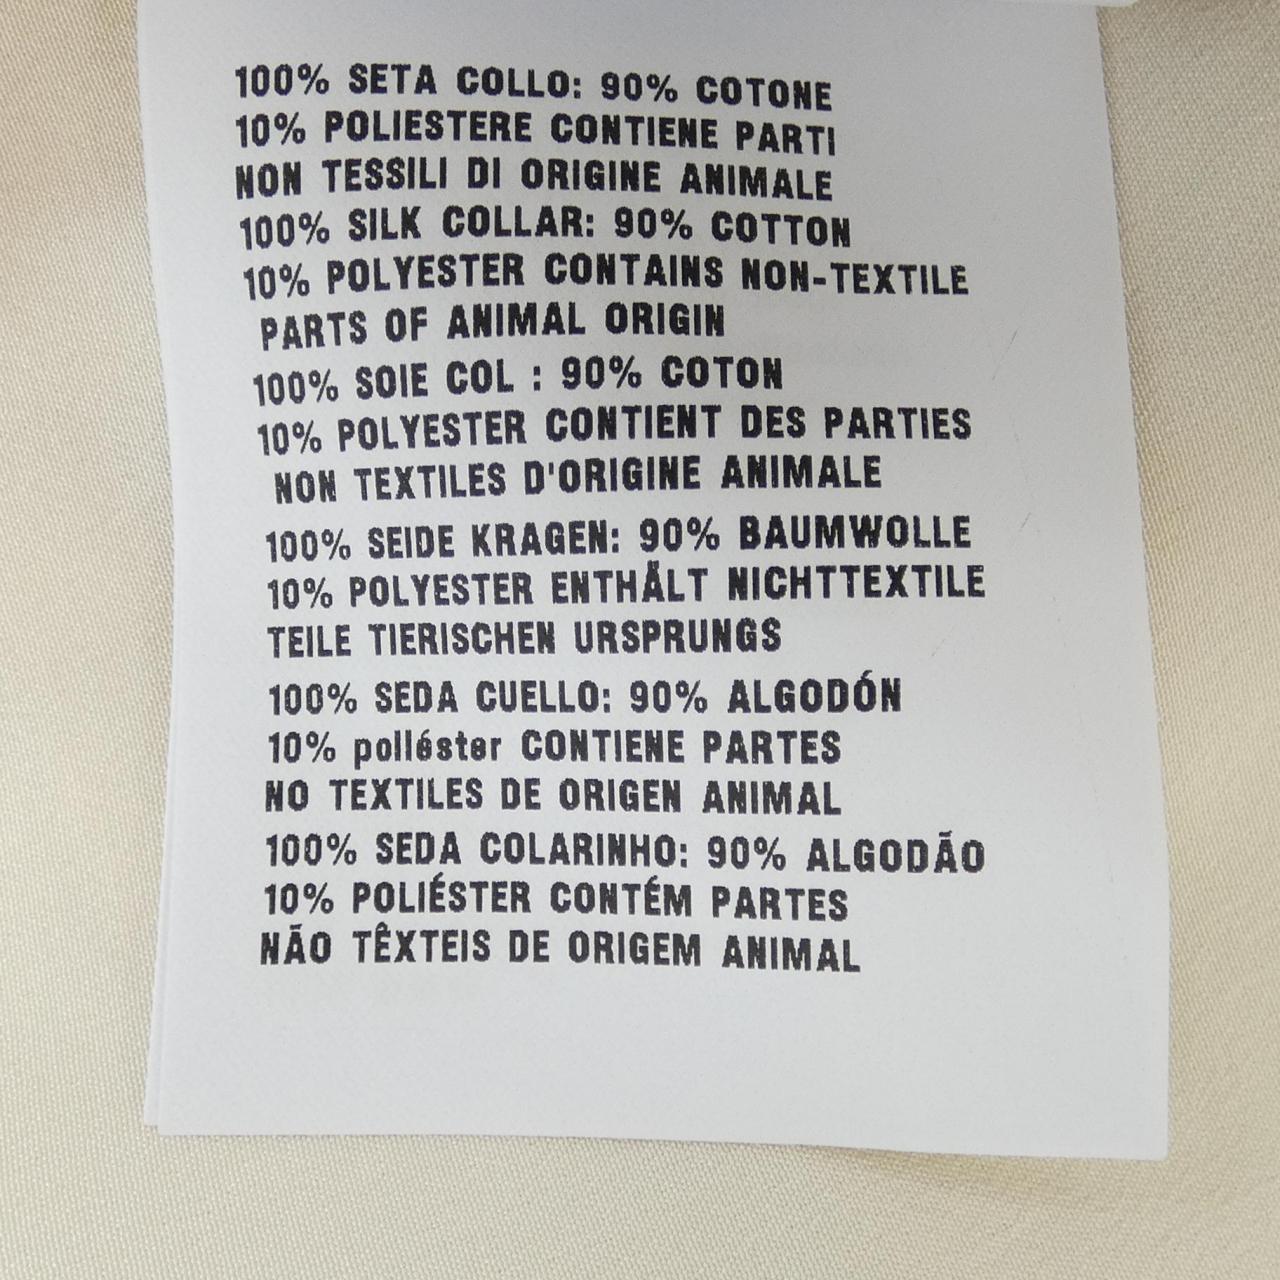 100% SETA COLLO: 90% COTONE
10% POLIESTERE CONTIENE PARTI
NON TESSILI DI ORIGINE ANIMALE
100% SILK COLLAR: 90% COTTON
10% POLYESTER CONTAINS NON-TEXTILE
PARTS OF ANIMAL ORIGIN
100% SOIE COL : 90% COTON
10% POLYESTER CONTIENT DES PARTIES
NON TEXTILES D'ORIGINE ANIMALE
100% SEIDE KRAGEN: 90% BAUMWOLLE
10% POLYESTER ENTHÄLT NICHTTEXTILE
TEILE TIERISCHEN URSPRUNGS
100% SEDA CUELLO: 90% ALGODÓN
10% poliéster CONTIENE PARTES
NO TEXTILES DE ORIGEN ANIMAL
100% SEDA COLARINHO: 90% ALGODÃO
10% POLIÉSTER CONTÉM PARTES
NÃO TÊXTEIS DE ORIGEM ANIMAL